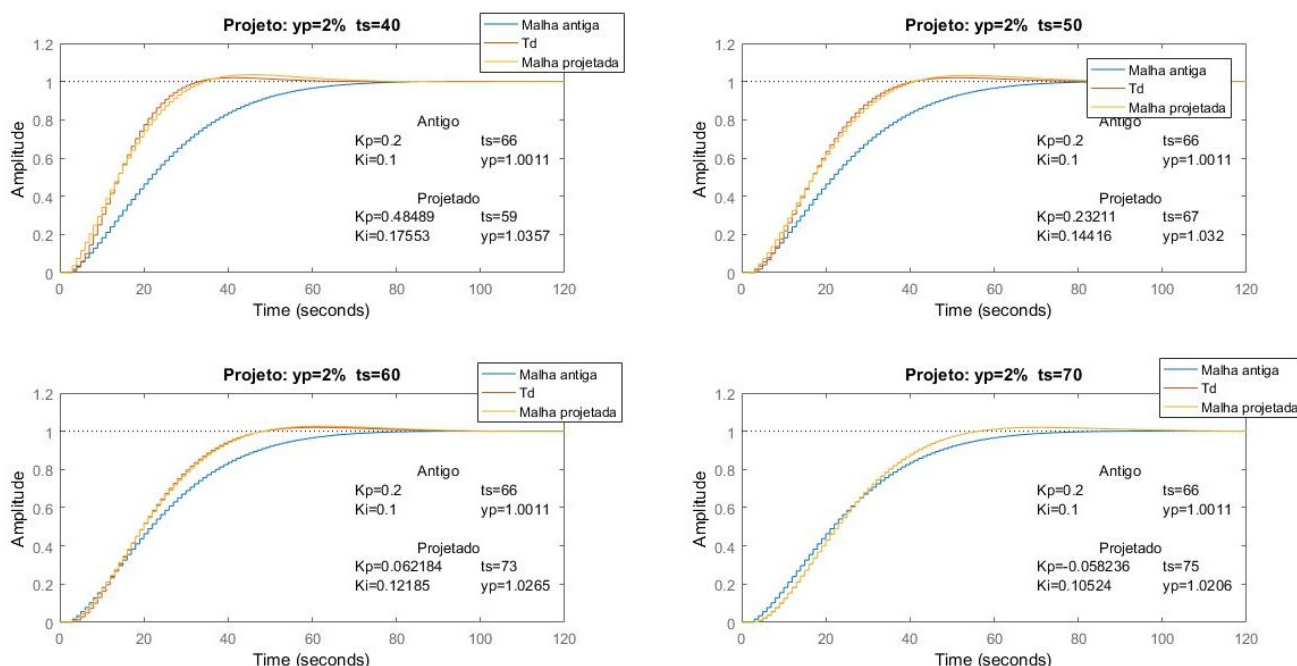 Projeto: yp=2%  ts=40
Malha antiga
Td
Malha projetada
Amplitude
1.2
1
0.8
0.6
0.4
0.2
0
Antigo
Kp=0.2 ts=66
Ki=0.1 yp=1.0011
Projetado
Kp=0.48489 ts=59
Ki=0.17553 yp=1.0357
0 20 40 60 80 100 120
Time (seconds)
Projeto: yp=2%  ts=50
Malha antiga
Td
Malha projetada
Amplitude
1.2
1
0.8
0.6
0.4
0.2
0
Antigo
Kp=0.2 ts=66
Ki=0.1 yp=1.0011
Projetado
Kp=0.23211 ts=67
Ki=0.14416 yp=1.032
0 20 40 60 80 100 120
Time (seconds)
Projeto: yp=2%  ts=60
Malha antiga
Td
Malha projetada
Amplitude
1.2
1
0.8
0.6
0.4
0.2
0
Antigo
Kp=0.2 ts=66
Ki=0.1 yp=1.0011
Projetado
Kp=0.062184 ts=73
Ki=0.12185 yp=1.0265
0 20 40 60 80 100 120
Time (seconds)
Projeto: yp=2%  ts=70
Malha antiga
Td
Malha projetada
Amplitude
1.2
1
0.8
0.6
0.4
0.2
0
Antigo
Kp=0.2 ts=66
Ki=0.1 yp=1.0011
Projetado
Kp=-0.058236 ts=75
Ki=0.10524 yp=1.0206
0 20 40 60 80 100 120
Time (seconds)